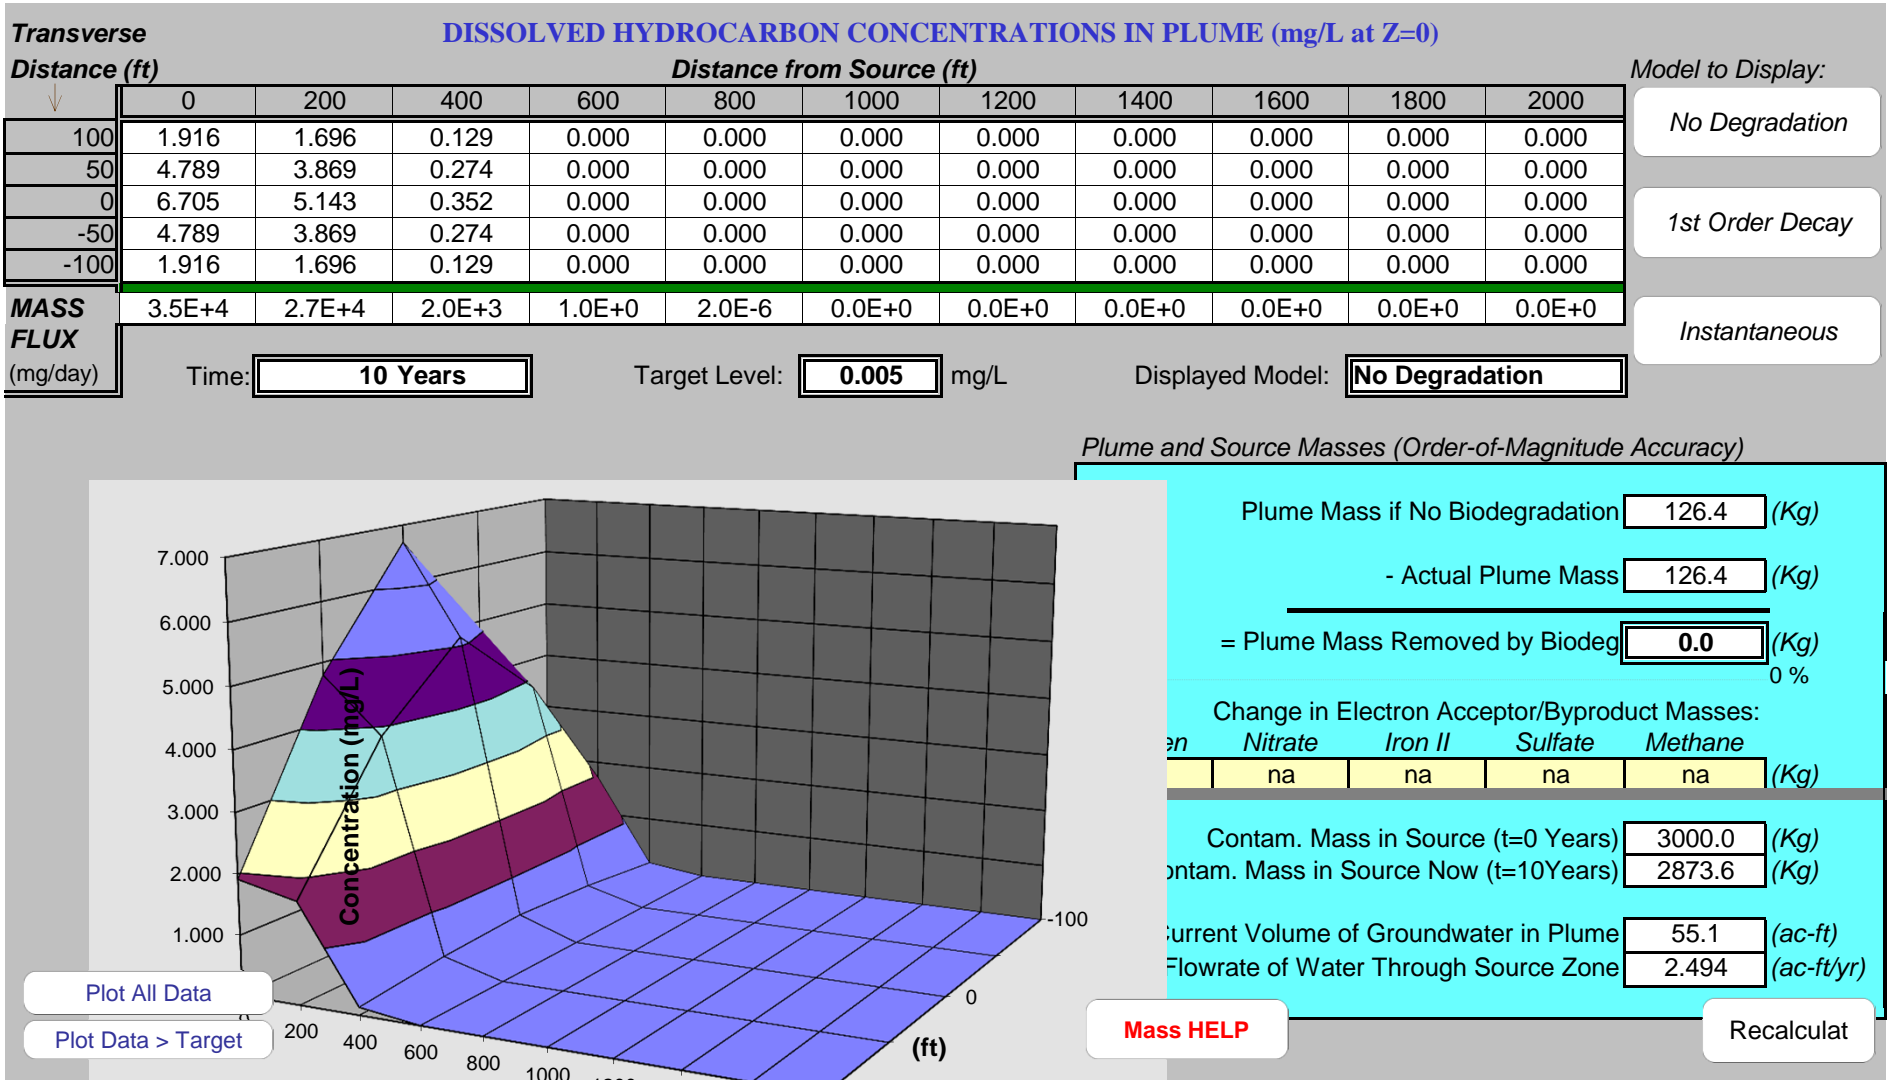 Transverse DISSOLVED HYDROCARBON CONCENTRATIONS IN PLUME (mg/L at Z=0)
Distance (ft) Distance from Source (ft) Model to Display:
0 200 400 600 800 1000 1200 1400 1600 1800 2000
100 1.916 1.696 0.129 0.000 0.000 0.000 0.000 0.000 0.000 0.000 0.000
50 4.789 3.869 0.274 0.000 0.000 0.000 0.000 0.000 0.000 0.000 0.000
0 6.705 5.143 0.352 0.000 0.000 0.000 0.000 0.000 0.000 0.000 0.000
-50 4.789 3.869 0.274 0.000 0.000 0.000 0.000 0.000 0.000 0.000 0.000
-100 1.916 1.696 0.129 0.000 0.000 0.000 0.000 0.000 0.000 0.000 0.000
MASS 3.5E+4 2.7E+4 2.0E+3 1.0E+0 2.0E-6 0.0E+0 0.0E+0 0.0E+0 0.0E+0 0.0E+0 0.0E+0
FLUX
(mg/day) Time: 10 Years Target Level: 0.005 mg/L Displayed Model: No Degradation
No Degradation
1st Order Decay
Instantaneous
Plume and Source Masses (Order-of-Magnitude Accuracy)
Plume Mass if No Biodegradation 126.4 (Kg)
- Actual Plume Mass 126.4 (Kg)
= Plume Mass Removed by Biodeg 0.0 (Kg)
0 %
Change in Electron Acceptor/Byproduct Masses:
en Nitrate Iron II Sulfate Methane
na na na na (Kg)
Contam. Mass in Source (t=0 Years) 3000.0 (Kg)
ontam. Mass in Source Now (t=10Years) 2873.6 (Kg)
urrent Volume of Groundwater in Plume 55.1 (ac-ft)
Flowrate of Water Through Source Zone 2.494 (ac-ft/yr)
Mass HELP
Recalculat
7.000
6.000
5.000
4.000
3.000
2.000
1.000
Concentration (mg/L)
200
400
600
800
1000
-100
0
(ft)
Plot All Data
Plot Data > Target